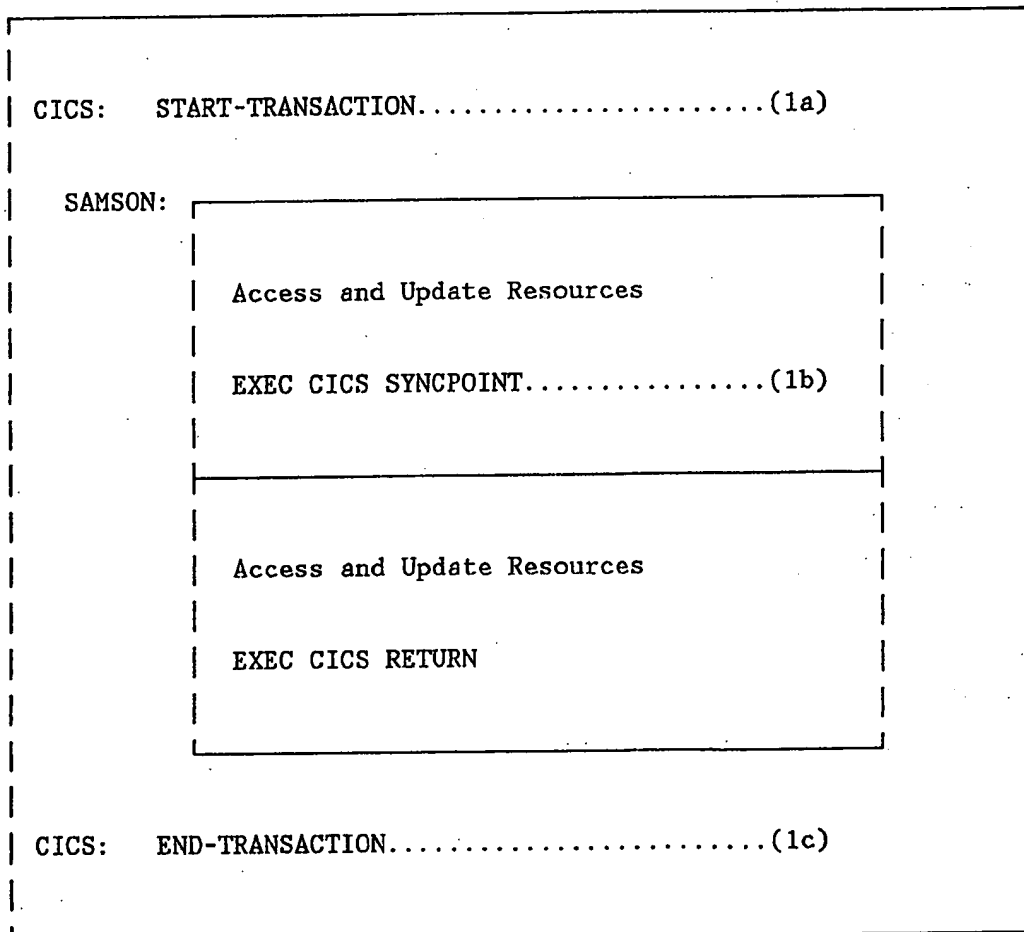 CICS: START-TRANSACTION.......................(1a)
SAMSON:
Access and Update Resources
EXEC CICS SYNCPOINT................(1b)
Access and Update Resources
EXEC CICS RETURN
CICS: END-TRANSACTION.........................(1c)